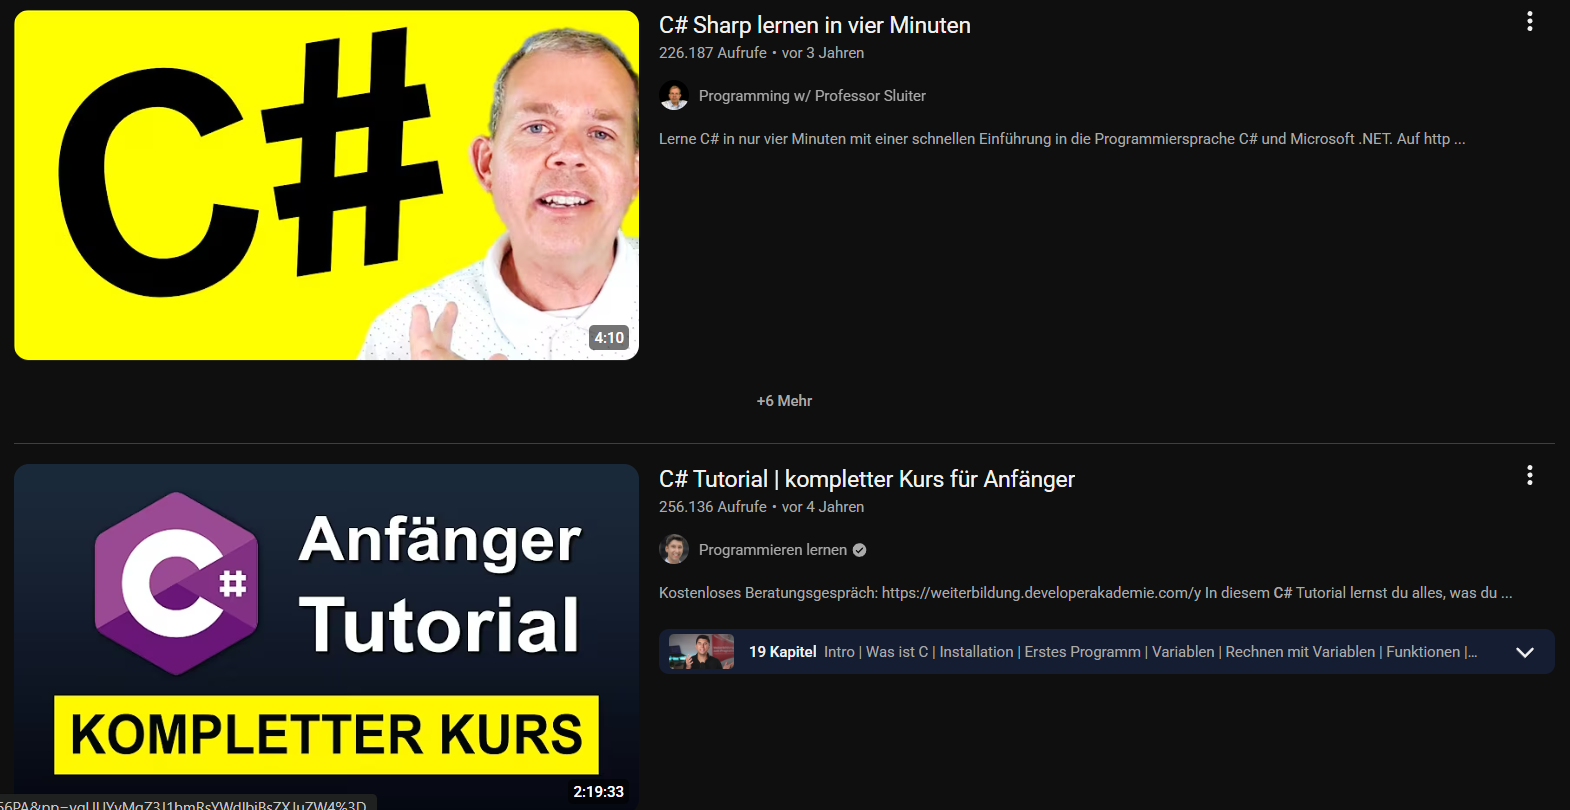 C#
4:10
C# Sharp lernen in vier Minuten
226.187 Aufrufe • vor 3 Jahren
Programming w/ Professor Sluiter
Lerne C# in nur vier Minuten mit einer schnellen Einführung in die Programmiersprache C# und Microsoft .NET. Auf http ...
+6 Mehr
C#
Anfänger
Tutorial
KOMPLETTER KURS
2:19:33
C# Tutorial | kompletter Kurs für Anfänger
256.136 Aufrufe • vor 4 Jahren
Programmieren lernen
Kostenloses Beratungsgespräch: https://weiterbildung.developerakademie.com/y In diesem C# Tutorial lernst du alles, was du ...
19 Kapitel Intro | Was ist C | Installation | Erstes Programm | Variablen | Rechnen mit Variablen | Funktionen |...